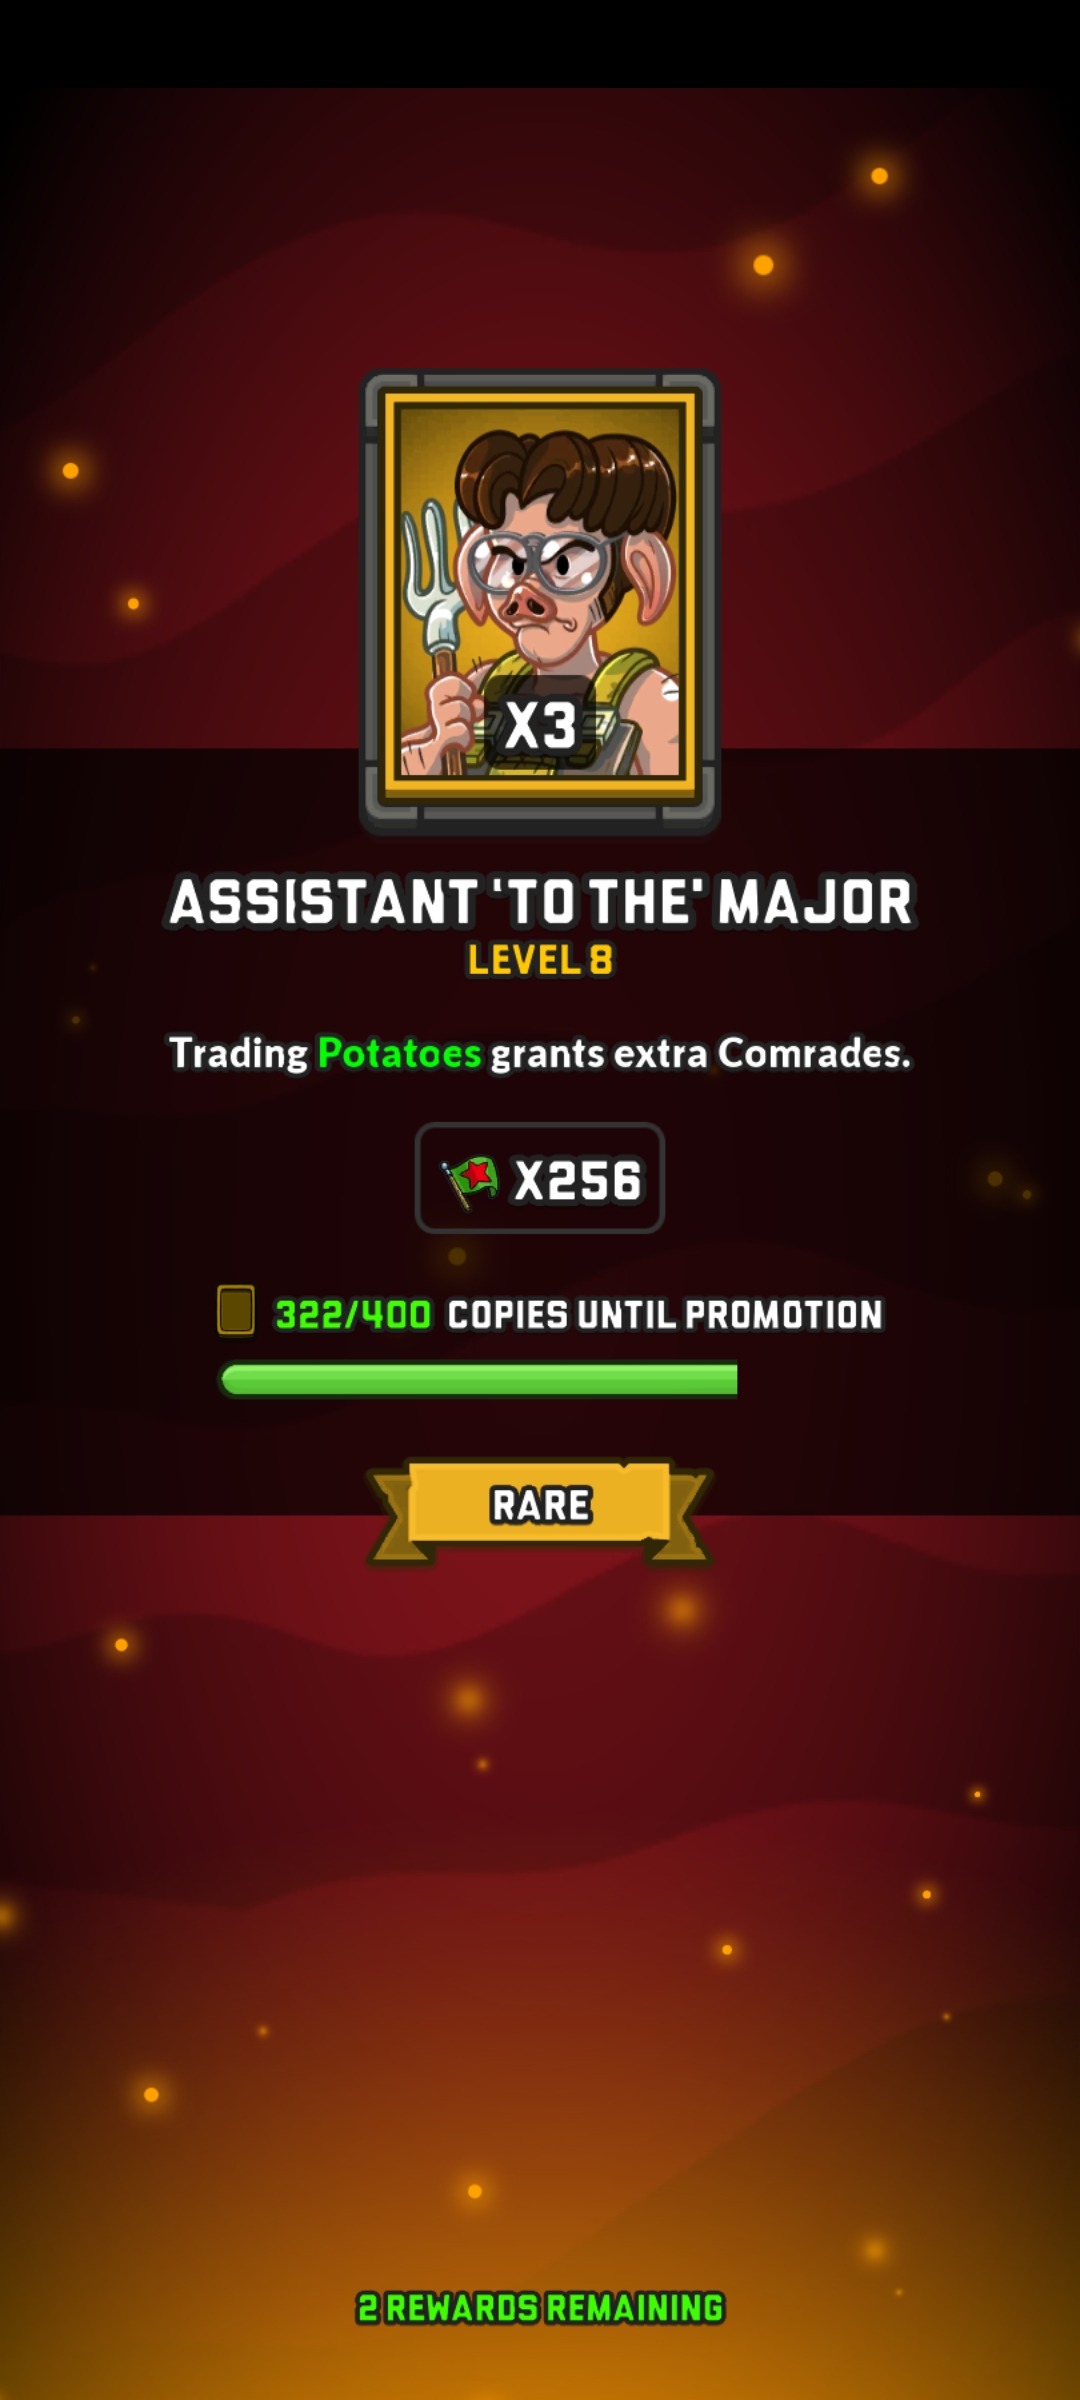 X3
ASSISTANT 'TO THE' MAJOR
LEVEL 8
Trading Potatoes grants extra Comrades.
X256
322/400 COPIES UNTIL PROMOTION
RARE
2 REWARDS REMAINING